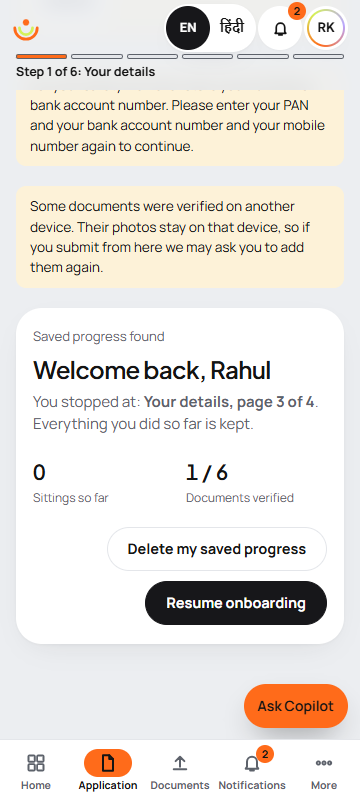 EN
हिंदी
2
RK
Step 1 of 6: Your details
bank account number. Please enter your PAN
and your bank account number and your mobile
number again to continue.
Some documents were verified on another
device. Their photos stay on that device, so if
you submit from here we may ask you to add
them again.
Saved progress found
Welcome back, Rahul
You stopped at: Your details, page 3 of 4.
Everything you did so far is kept.
0
1 / 6
Sittings so far
Documents verified
Delete my saved progress
Resume onboarding
Ask Copilot
2
Home
Application
Documents
Notifications
More